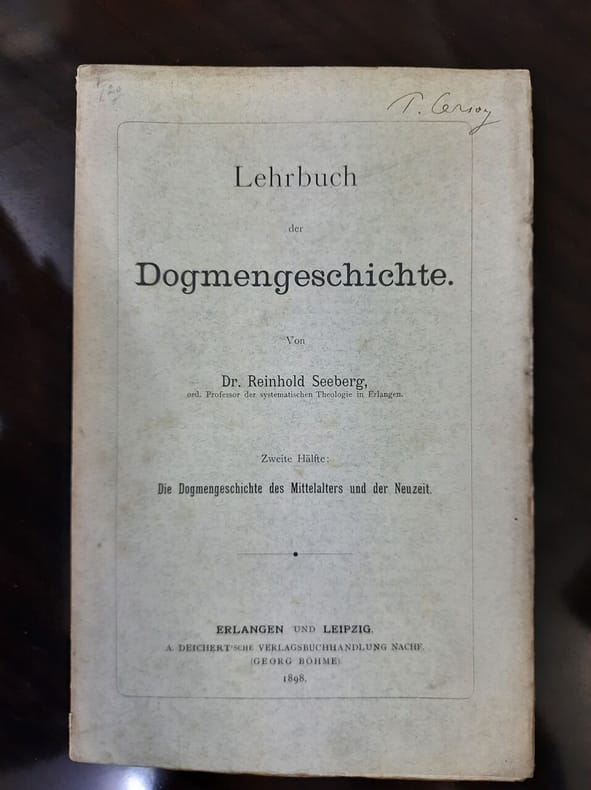 Lehrbuch
der
Dogmengeschichte.
Von
Dr. Reinhold Seeberg,
ord. Professor der systematischen Theologie in Erlangen.
Zweite Hälfte:
Die Dogmengeschichte des Mittelalters und der Neuzeit.
ERLANGEN UND LEIPZIG.
A. DEICHERT'SCHE VERLAGSBUCHHANDLUNG NACHF.
(GEORG BÖHME).
1898.